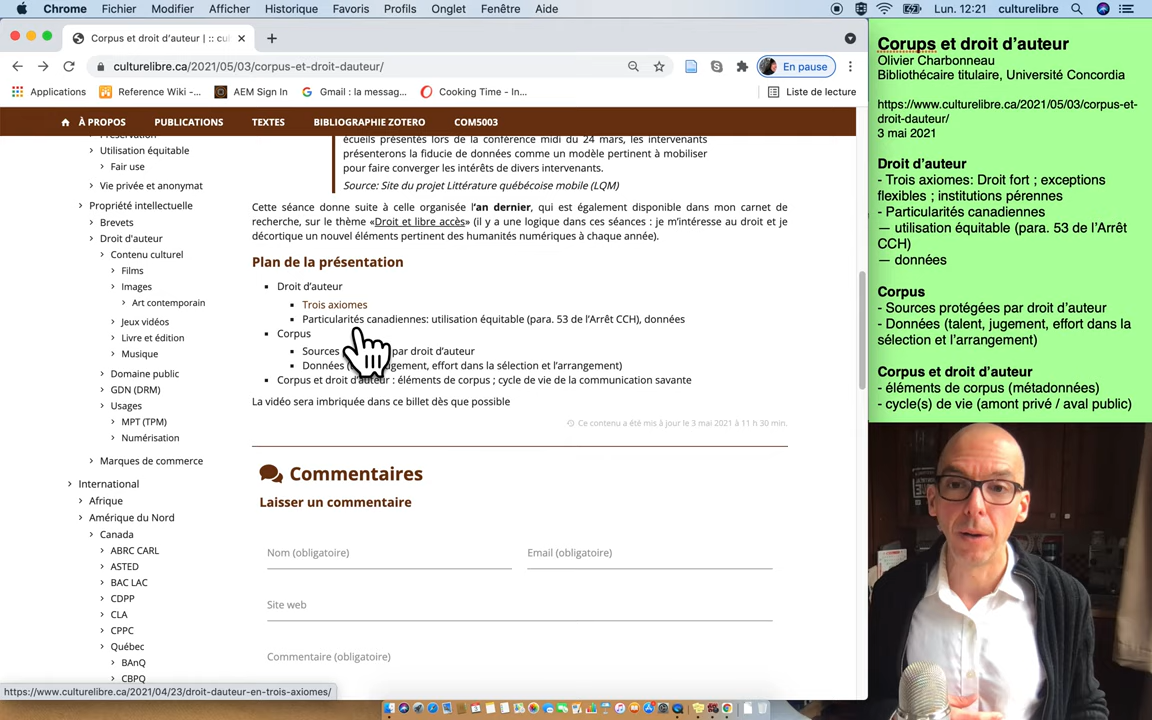 Chrome Fichier Modifier Afficher Historique Favoris Profils Onglet Fenêtre Aide
Lun. 12:21 culturelibre
Corpus et droit d'auteur | :: cu
culturelibre.ca/2021/05/03/corpus-et-droit-dauteur/
En pause
Applications
Reference Wiki -...
AEM Sign In
Gmail : la messag...
Cooking Time - In...
Liste de lecture
À PROPOS PUBLICATIONS TEXTES BIBLIOGRAPHIE ZOTERO COM5003
Préservation
Utilisation équitable
Fair use
Vie privée et anonymat
Propriété intellectuelle
Brevets
Droit d'auteur
Contenu culturel
Films
Images
Art contemporain
Jeux vidéos
Livre et édition
Musique
Domaine public
GDN (DRM)
Usages
MPT (TPM)
Numérisation
Marques de commerce
International
Afrique
Amérique du Nord
Canada
ABRC CARL
ASTED
BAC LAC
CDPP
CLA
CPPC
Québec
BAnQ
CBPQ
écueils présentés lors de la conférence midi du 24 mars, les intervenants
présenterons la fiducie de données comme un modèle pertinent à mobiliser
pour faire converger les intérêts de divers intervenants.
Source: Site du projet Littérature québécoise mobile (LQM)
Cette séance donne suite à celle organisée l'an dernier, qui est également disponible dans mon carnet de
recherche, sur le thème «Droit et libre accès» (il y a une logique dans ces séances : je m'intéresse au droit et je
décortique un nouvel éléments pertinent des humanités numériques à chaque année).
Plan de la présentation
Droit d'auteur
Trois axiomes
Particularités canadiennes: utilisation équitable (para. 53 de l'Arrêt CCH), données
Corpus
Sources par droit d'auteur
Données ( ement, effort dans la sélection et l'arrangement)
Corpus et droit d'auteur : éléments de corpus ; cycle de vie de la communication savante
La vidéo sera imbriquée dans ce billet dès que possible
Ce contenu a été mis à jour le 3 mai 2021 à 11 h 30 min.
Commentaires
Laisser un commentaire
Nom (obligatoire)
Email (obligatoire)
Site web
Commentaire (obligatoire)
https://www.culturelibre.ca/2021/04/23/droit-dauteur-en-trois-axiomes/
Corups et droit d'auteur
Olivier Charbonneau
Bibliothécaire titulaire, Université Concordia
https://www.culturelibre.ca/2021/05/03/corpus-et-
droit-dauteur/
3 mai 2021
Droit d'auteur
- Trois axiomes: Droit fort ; exceptions
flexibles ; institutions pérennes
- Particularités canadiennes
— utilisation équitable (para. 53 de l'Arrêt
CCH)
— données
Corpus
- Sources protégées par droit d'auteur
- Données (talent, jugement, effort dans la
sélection et l'arrangement)
Corpus et droit d'auteur
- éléments de corpus (métadonnées)
- cycle(s) de vie (amont privé / aval public)